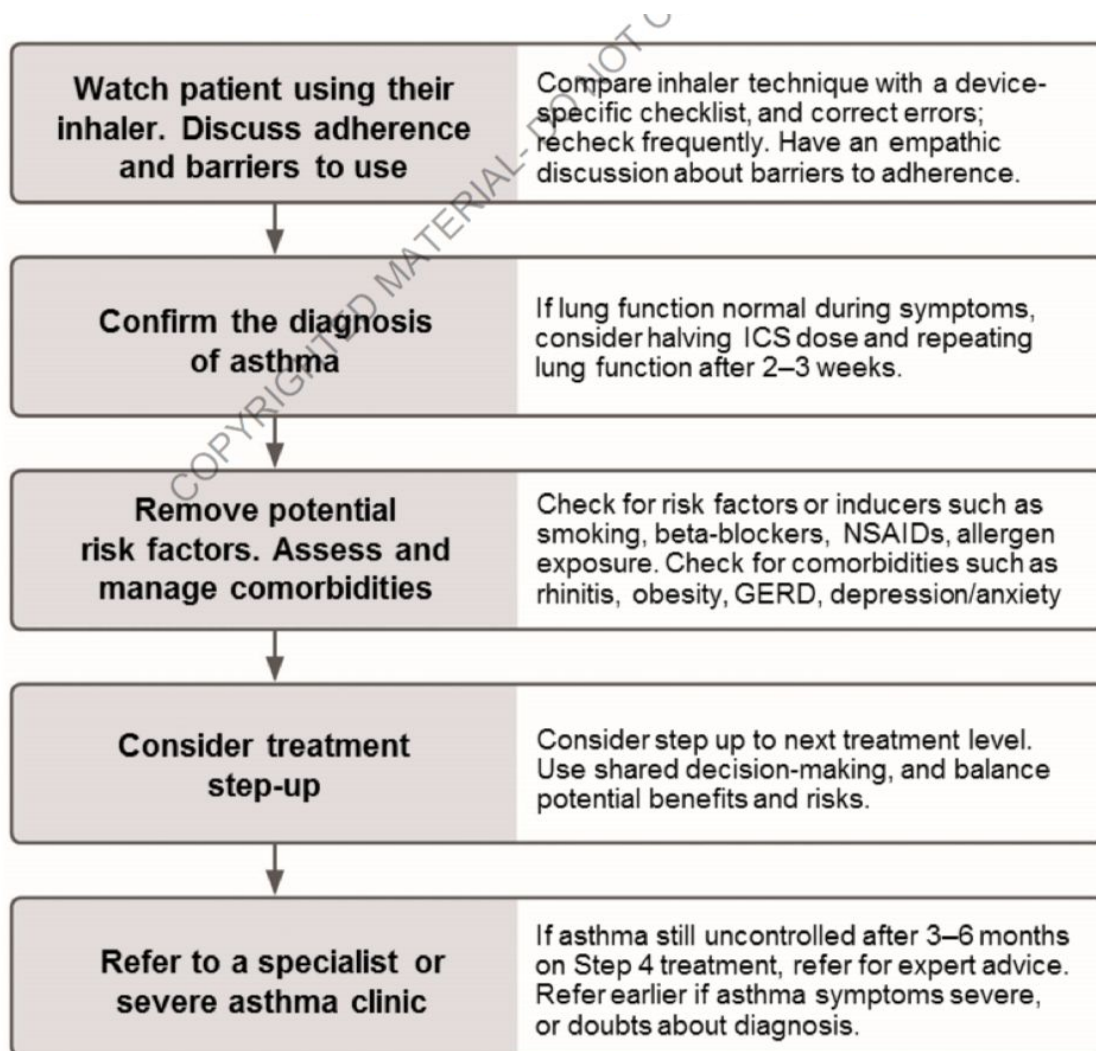 Watch patient using their
inhaler. Discuss adherence
and barriers to use
Compare inhaler technique with a device-
specific checklist, and correct errors;
recheck frequently. Have an empathic
discussion about barriers to adherence.
Confirm the diagnosis
of asthma
If lung function normal during symptoms,
consider halving ICS dose and repeating
lung function after 2–3 weeks.
Remove potential
risk factors. Assess and
manage comorbidities
Check for risk factors or inducers such as
smoking, beta-blockers, NSAIDs, allergen
exposure. Check for comorbidities such as
rhinitis, obesity, GERD, depression/anxiety
Consider treatment
step-up
Consider step up to next treatment level.
Use shared decision-making, and balance
potential benefits and risks.
Refer to a specialist or
severe asthma clinic
If asthma still uncontrolled after 3–6 months
on Step 4 treatment, refer for expert advice.
Refer earlier if asthma symptoms severe,
or doubts about diagnosis.
COPYRIGHTED MATERIAL- DO NOT